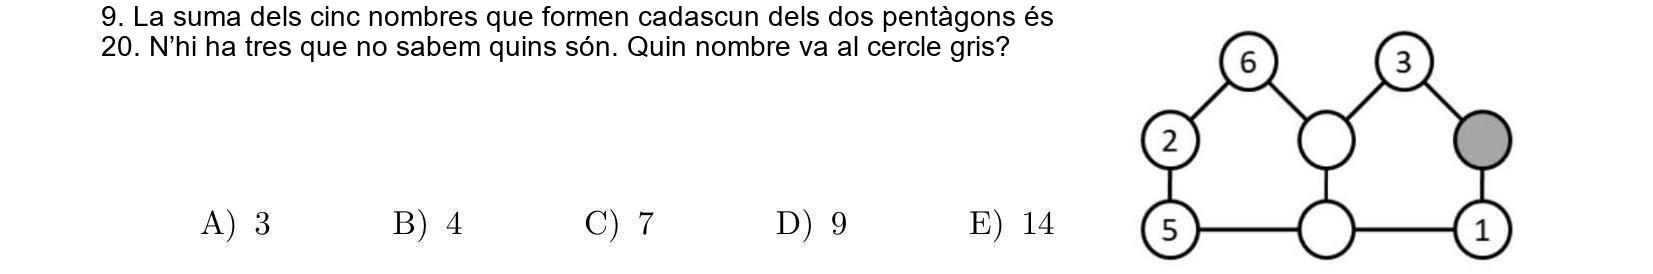 9. La suma dels cinc nombres que formen cadascun dels dos pentàgons és
20. N’hi ha tres que no sabem quins són. Quin nombre va al cercle gris?
6 3
2
5 1
A) 3 B) 4 C) 7 D) 9 E) 14